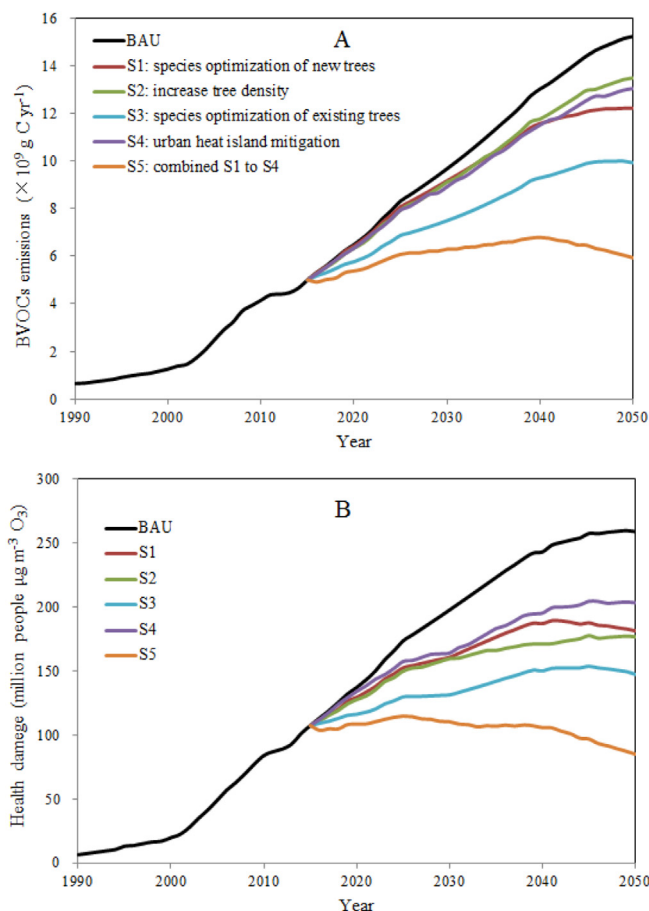 A
BAU
S1: species optimization of new trees
S2: increase tree density
S3: species optimization of existing trees
S4: urban heat island mitigation
S5: combined S1 to S4
BVOCs emissions (×10⁹ g C yr⁻¹)
16
14
12
10
8
6
4
2
0
1990 2000 2010 2020 2030 2040 2050
Year
B
BAU
S1
S2
S3
S4
S5
Health damage (million people μg m⁻³ O₃)
300
250
200
150
100
50
0
1990 2000 2010 2020 2030 2040 2050
Year